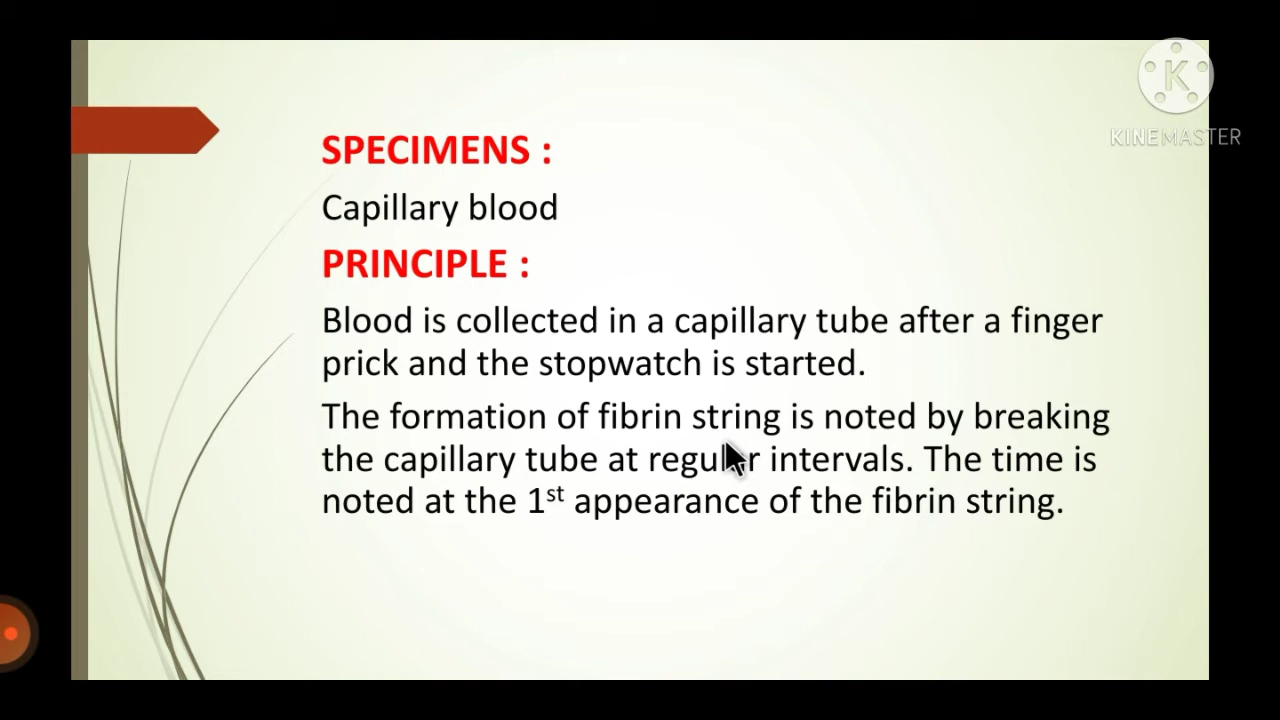 KINEMASTER
SPECIMENS :
Capillary blood
PRINCIPLE :
Blood is collected in a capillary tube after a finger
prick and the stopwatch is started.
The formation of fibrin string is noted by breaking
the capillary tube at regular intervals. The time is
noted at the 1st appearance of the fibrin string.